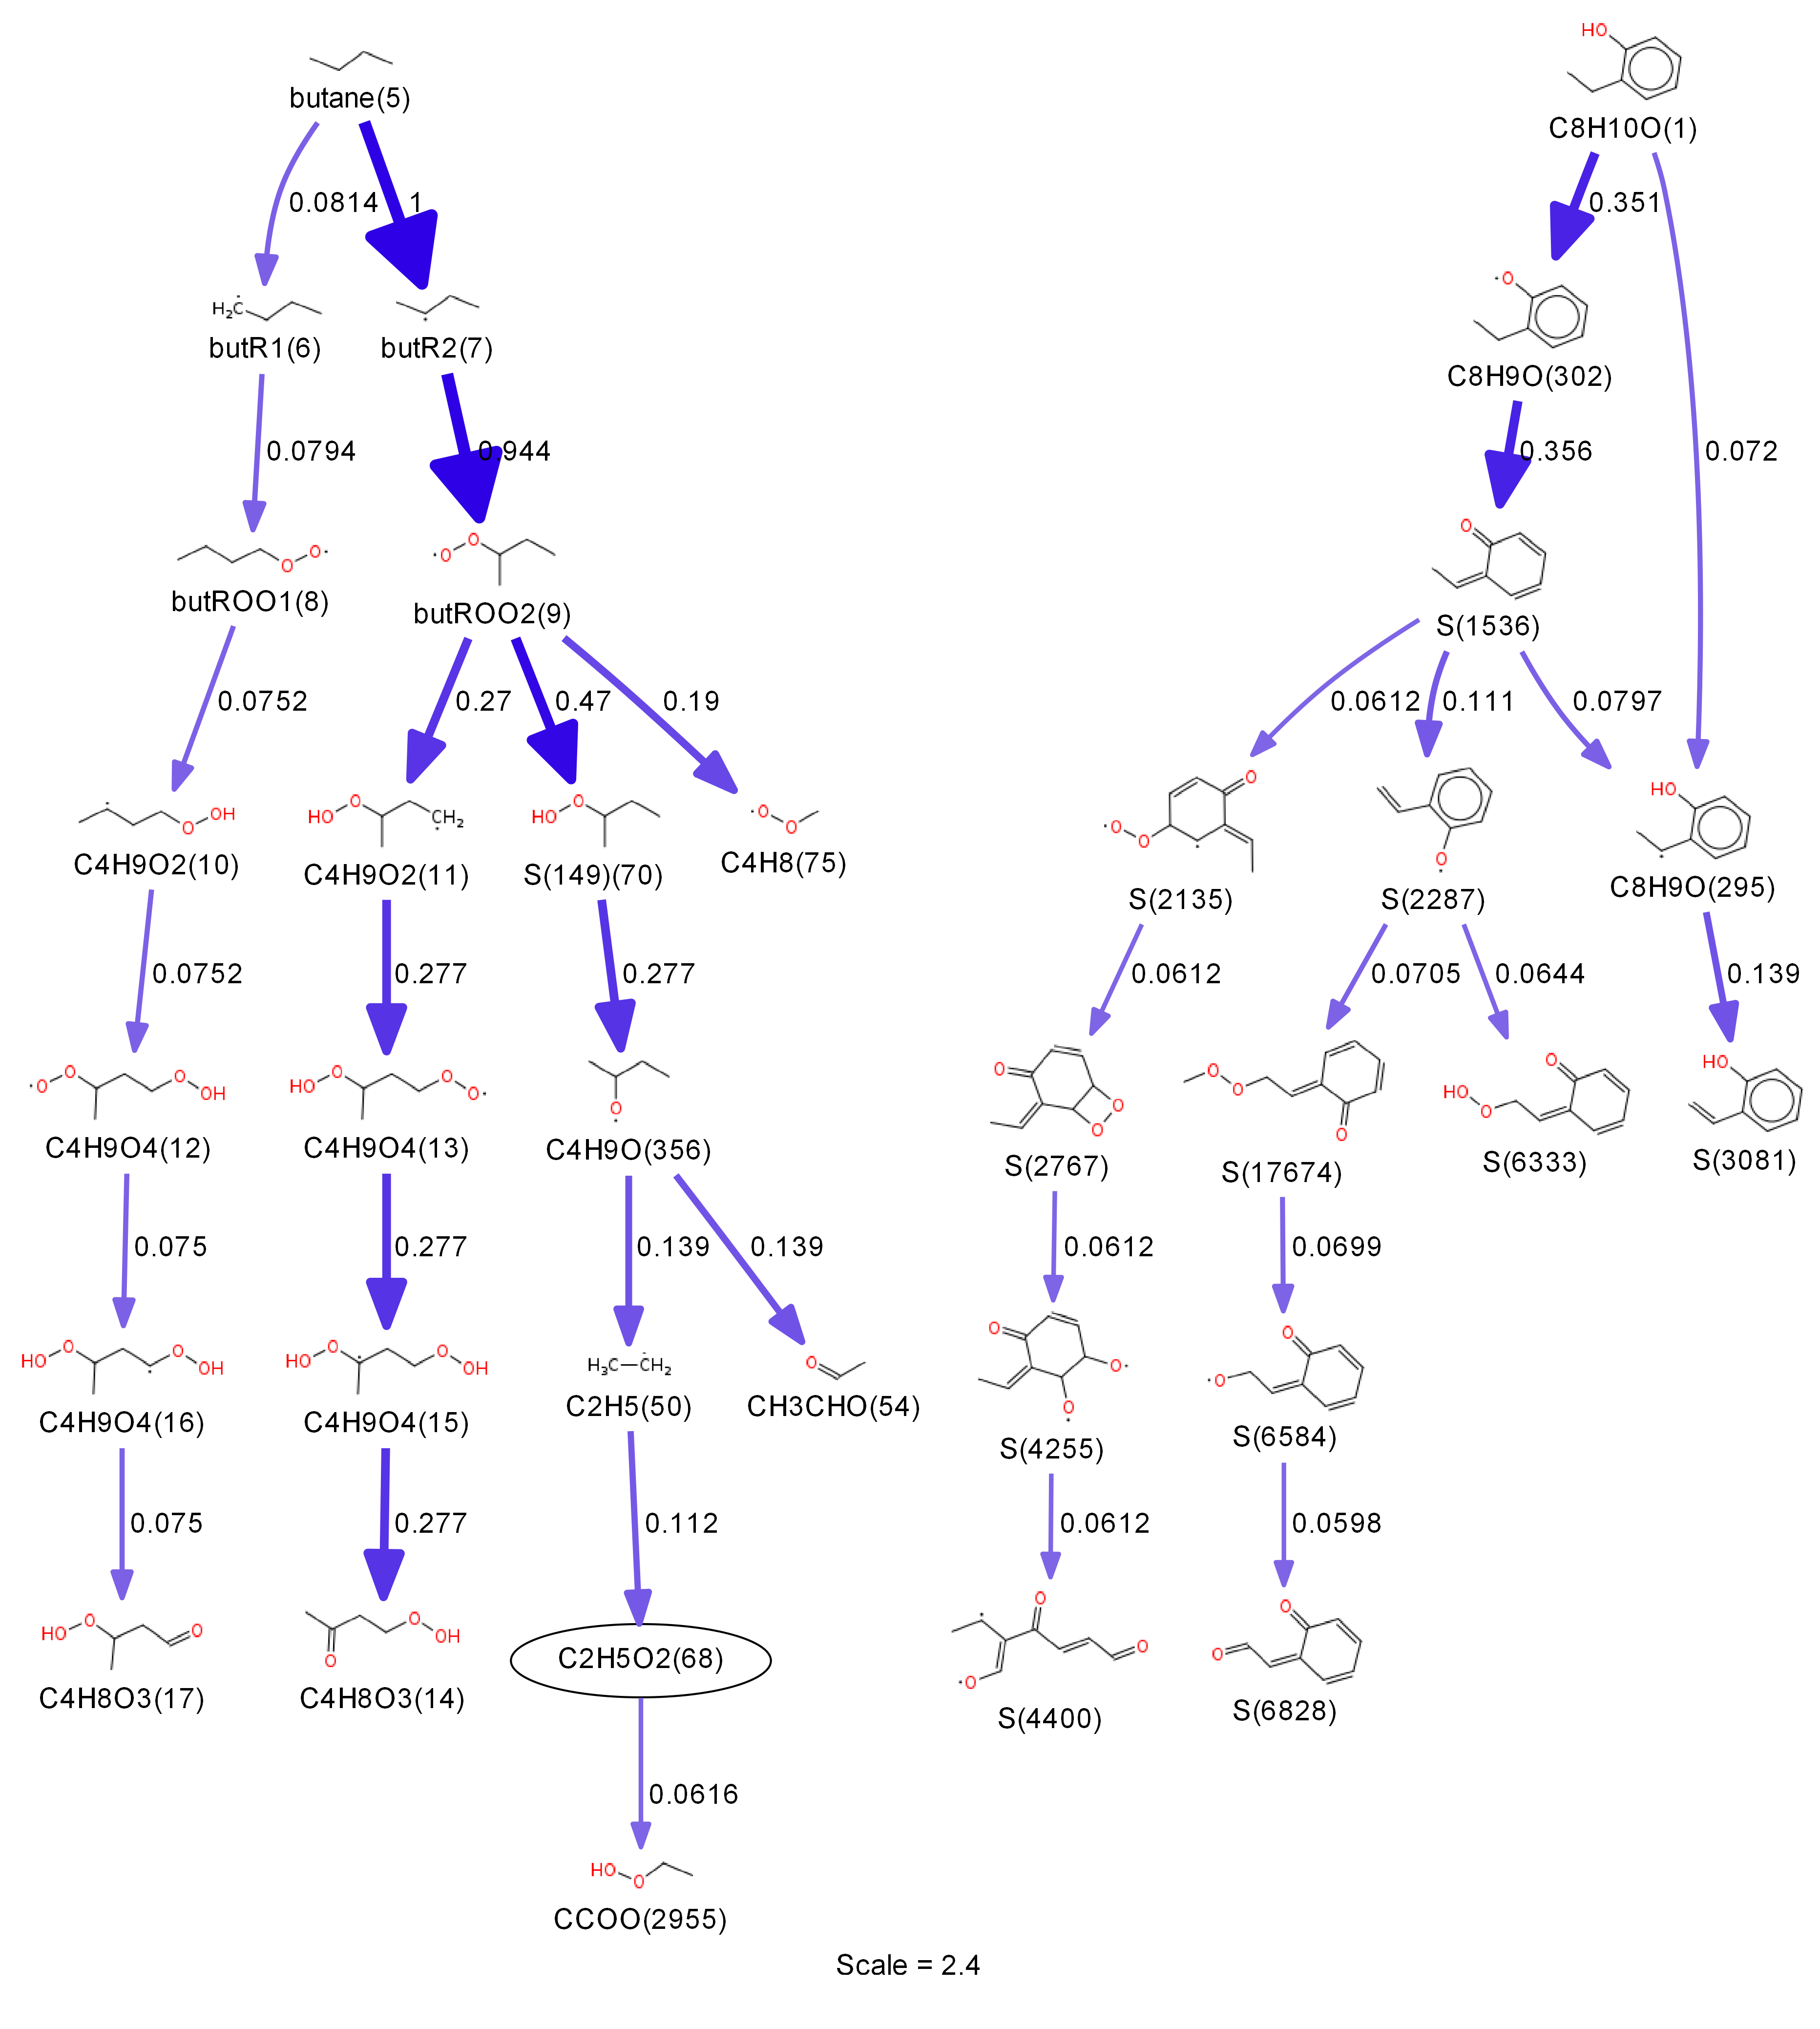 HO
butane(5)
C8H10O(1)
0.0814
1
0.351
·O
H2C
butR1(6)
butR2(7)
C8H9O(302)
0.0794
0.944
0.356
0.072
O
O·
O
·O
O
O
butROO1(8)
butROO2(9)
S(1536)
0.0752
0.27
0.47
0.19
0.0612
0.111
0.0797
OH
O
HO
O
CH2
HO
O
·O
O
O
·O
O
O
HO
C4H9O2(10)
C4H9O2(11)
S(149)(70)
C4H8(75)
S(2135)
S(2287)
C8H9O(295)
0.0752
0.277
0.277
0.0612
0.0705
0.0644
0.139
·O
O
O
OH
HO
O
O
O·
O
O
O
O
O
O
O
O
HO
O
HO
C4H9O4(12)
C4H9O4(13)
C4H9O(356)
S(2767)
S(17674)
S(6333)
S(3081)
0.075
0.277
0.139
0.139
0.0612
0.0699
HO
O
O
OH
HO
O
O
OH
H3C
CH2
O
O
O·
O
O
·O
C4H9O4(16)
C4H9O4(15)
C2H5(50)
CH3CHO(54)
S(4255)
S(6584)
0.075
0.277
0.112
0.0612
0.0598
HO
O
O
O
OH
O
O
O
·O
O
O
C2H5O2(68)
C4H8O3(17)
C4H8O3(14)
S(4400)
S(6828)
0.0616
HO
O
CCOO(2955)
Scale = 2.4